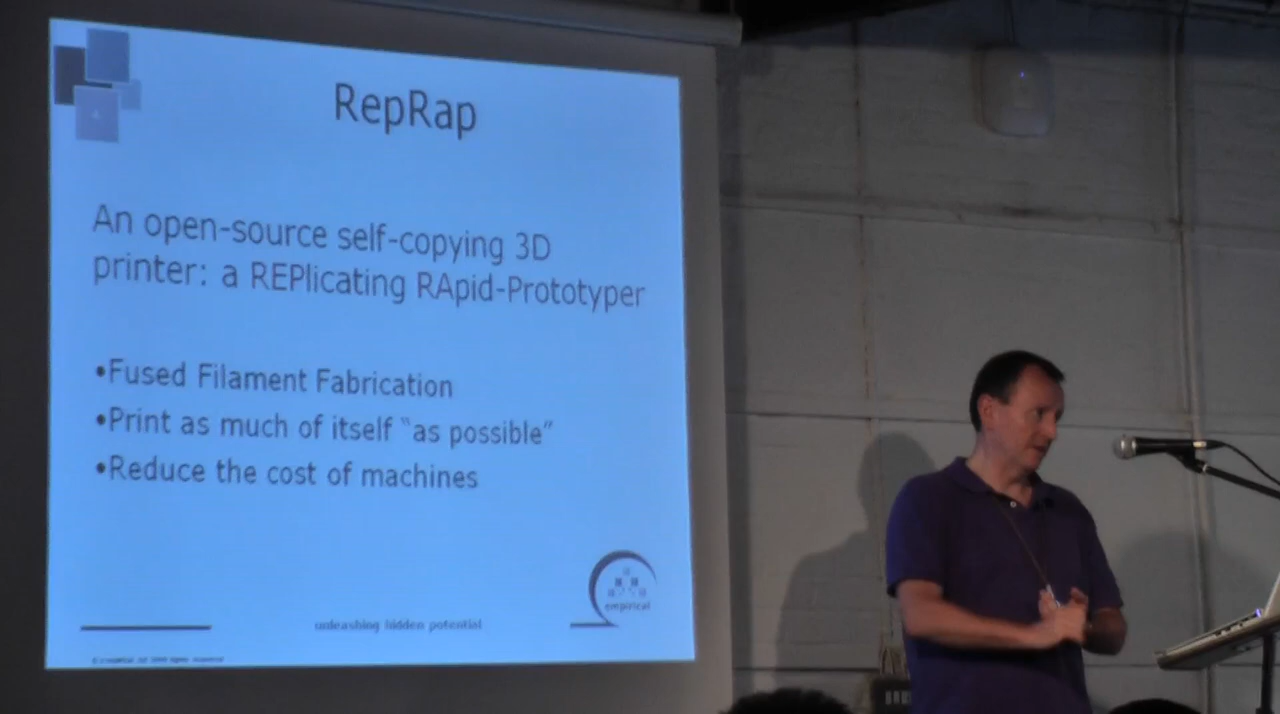 RepRap
An open-source self-copying 3D
printer: a REPlicating RApid-Prototyper
•Fused Filament Fabrication
•Print as much of itself “as possible”
•Reduce the cost of machines
empirical
unleashing hidden potential